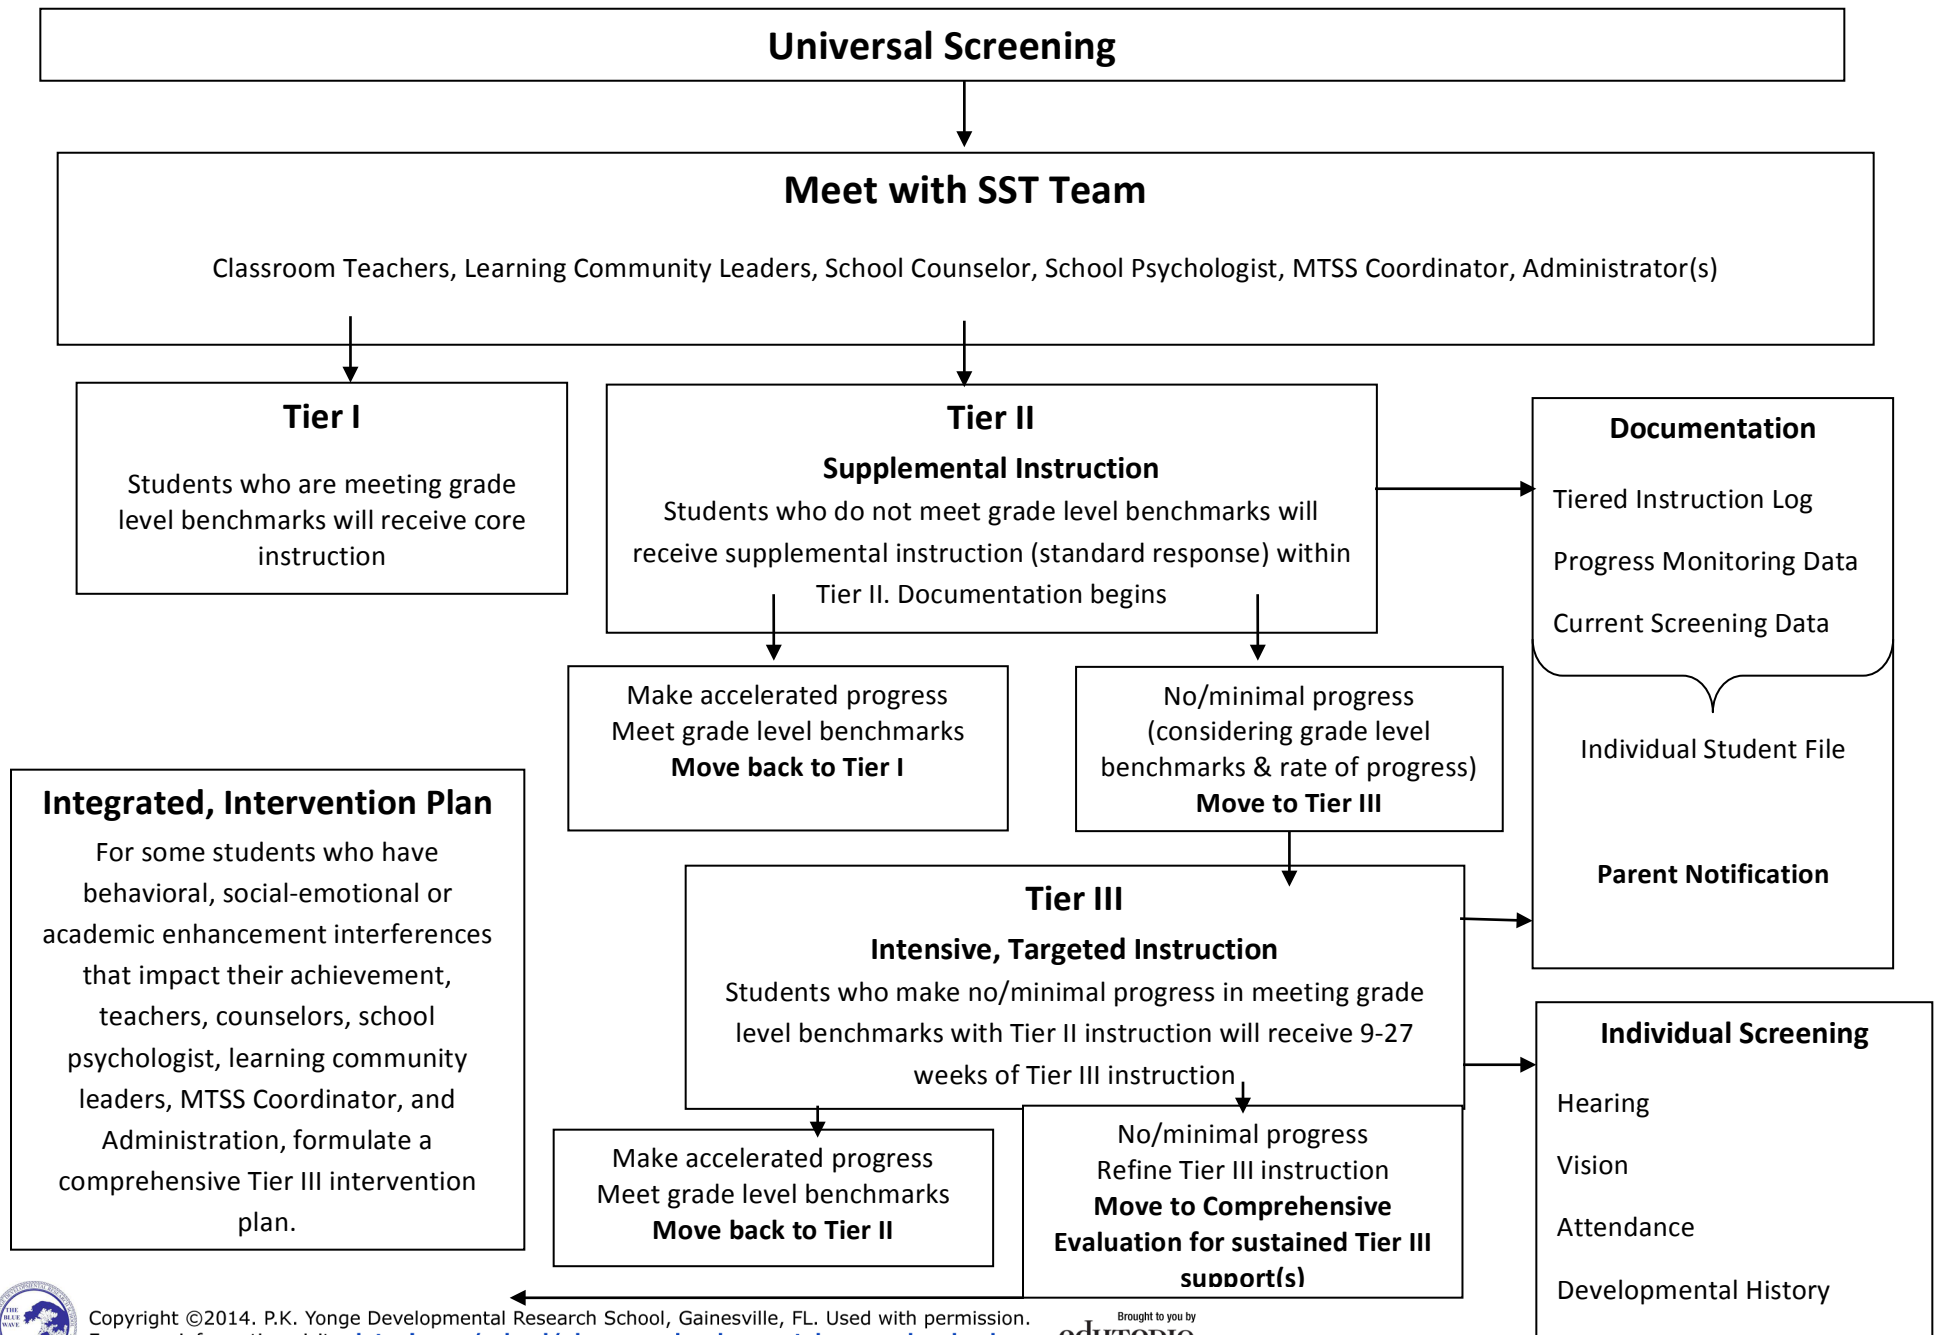 Universal Screening
Meet with SST Team
Classroom Teachers, Learning Community Leaders, School Counselor, School Psychologist, MTSS Coordinator, Administrator(s)
Tier I
Students who are meeting grade
level benchmarks will receive core
instruction
Tier II
Supplemental Instruction
Students who do not meet grade level benchmarks will
receive supplemental instruction (standard response) within
Tier II. Documentation begins
Documentation
Tiered Instruction Log
Progress Monitoring Data
Current Screening Data
Individual Student File
Parent Notification
Make accelerated progress
Meet grade level benchmarks
Move back to Tier I
No/minimal progress
(considering grade level
benchmarks & rate of progress)
Move to Tier III
Integrated, Intervention Plan
For some students who have
behavioral, social-emotional or
academic enhancement interferences
that impact their achievement,
teachers, counselors, school
psychologist, learning community
leaders, MTSS Coordinator, and
Administration, formulate a
comprehensive Tier III intervention
plan.
Tier III
Intensive, Targeted Instruction
Students who make no/minimal progress in meeting grade
level benchmarks with Tier II instruction will receive 9-27
weeks of Tier III instruction
Individual Screening
Hearing
Vision
Attendance
Developmental History
Make accelerated progress
Meet grade level benchmarks
Move back to Tier II
No/minimal progress
Refine Tier III instruction
Move to Comprehensive
Evaluation for sustained Tier III
support(s)
THE
BLUE
WAVE
Copyright ©2014. P.K. Yonge Developmental Research School, Gainesville, FL. Used with permission.
Brought to you by